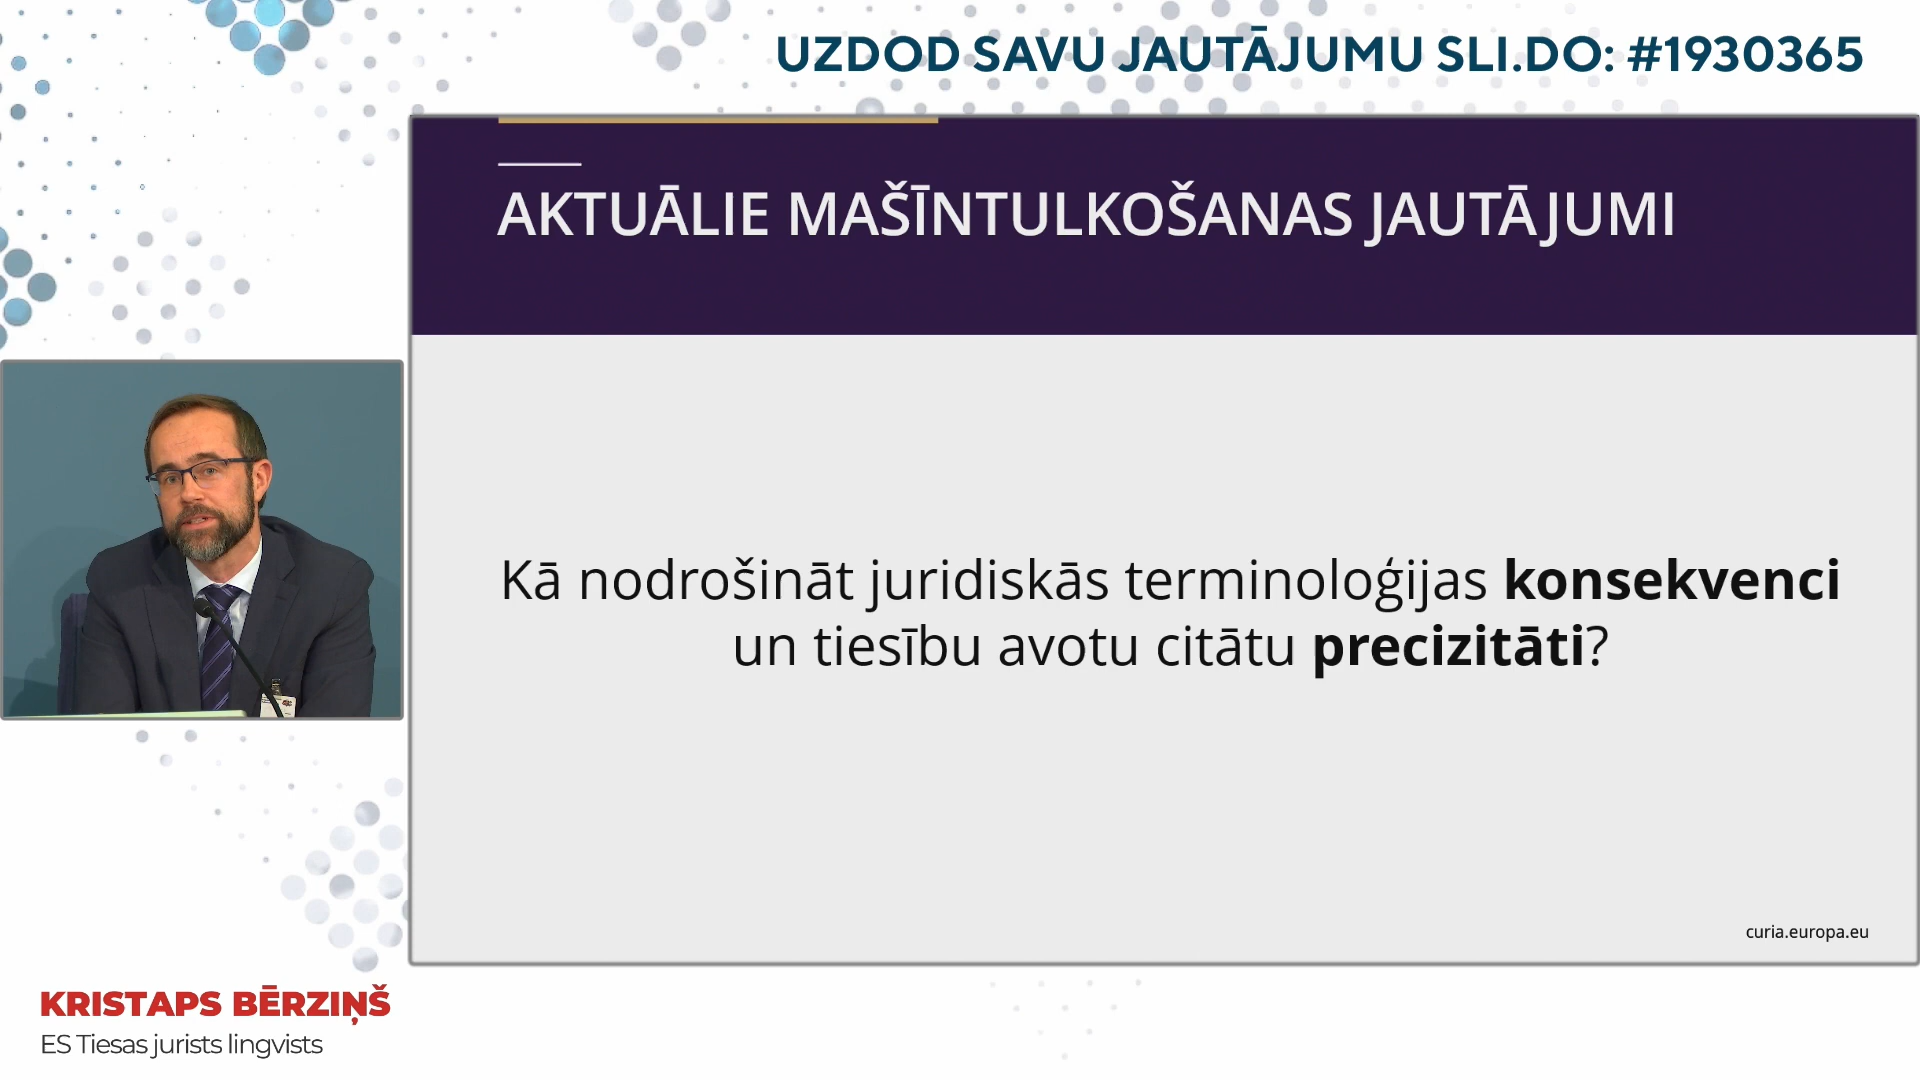 UZDOD SAVU JAUTĀJUMU SLI.DO: #1930365
AKTUĀLIE MAŠĪNTULKOŠANAS JAUTĀJUMI
Kā nodrošināt juridiskās terminoloģijas konsekvenci
un tiesību avotu citātu precizitāti?
curia.europa.eu
KRISTAPS BĒRZIŅŠ
ES Tiesas jurists lingvists